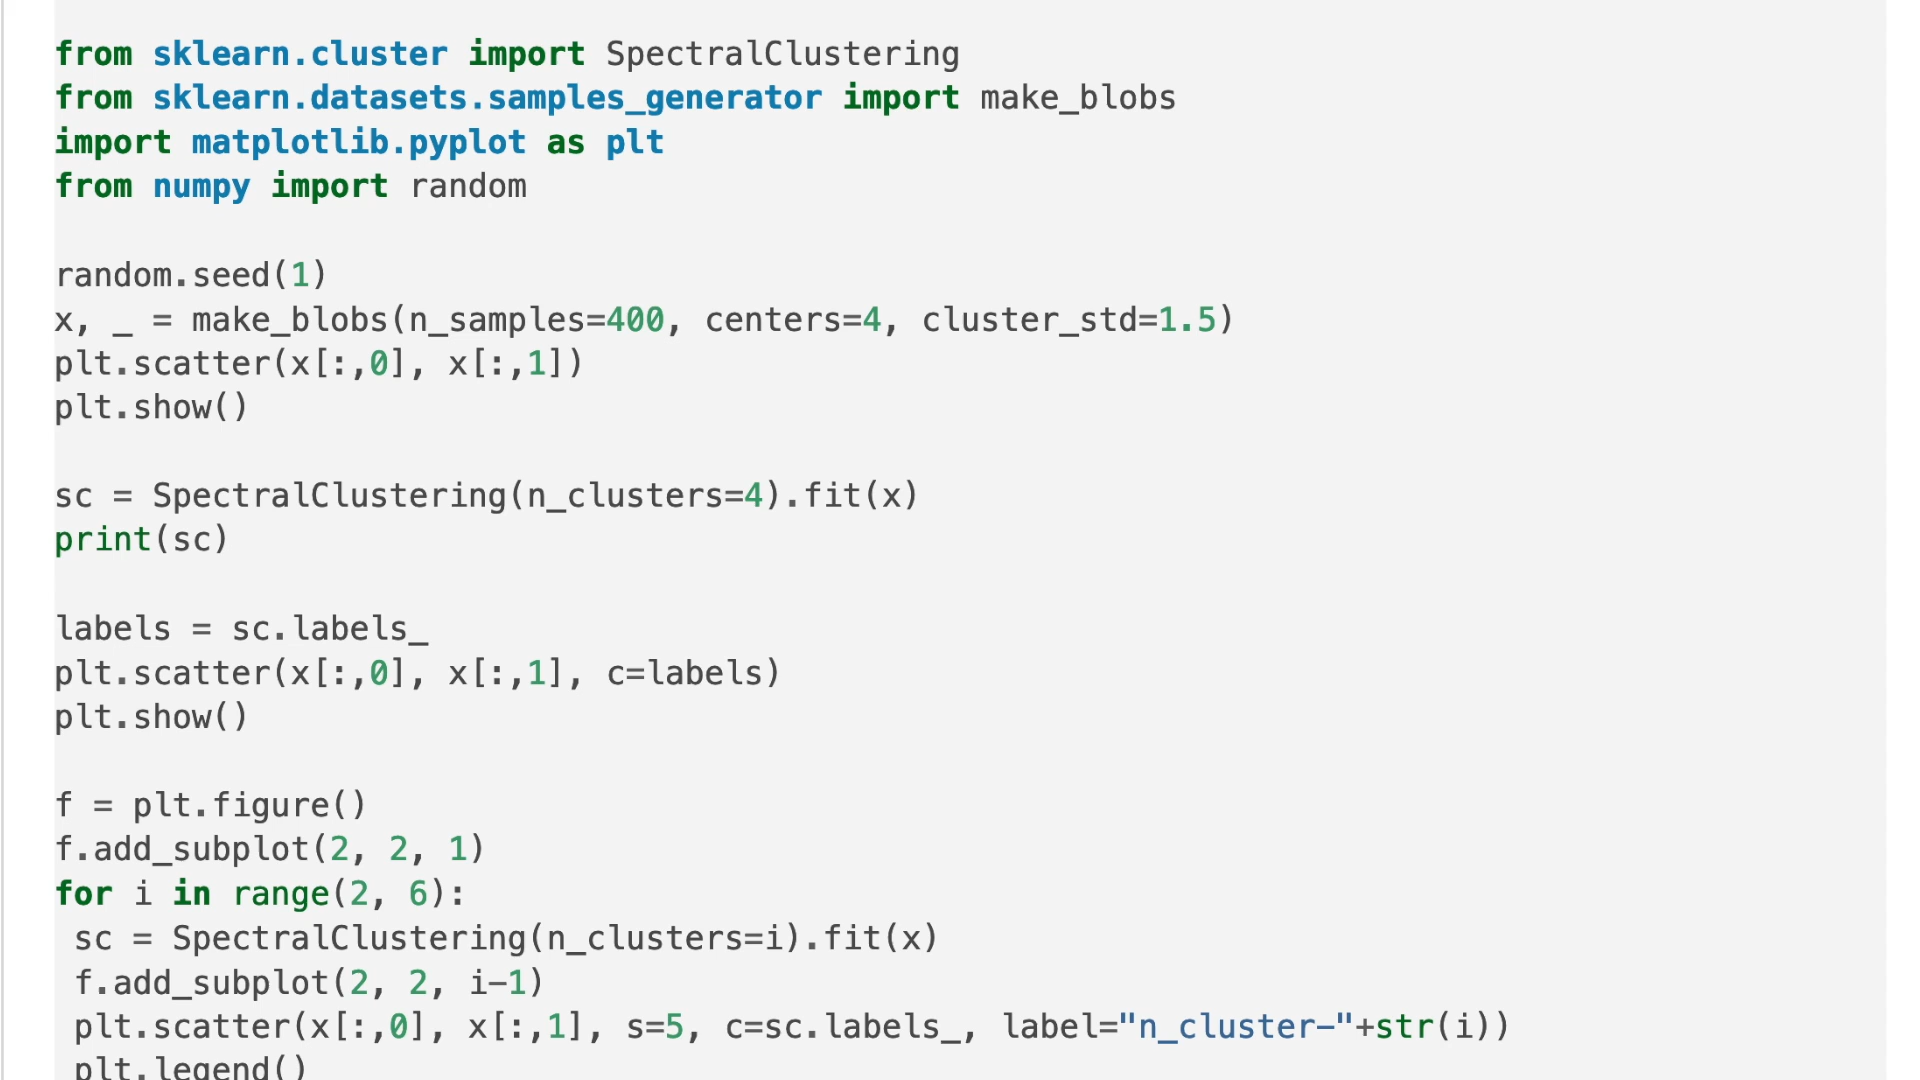 from sklearn.cluster import SpectralClustering
from sklearn.datasets.samples_generator import make_blobs
import matplotlib.pyplot as plt
from numpy import random
random.seed(1)
x, _ = make_blobs(n_samples=400, centers=4, cluster_std=1.5)
plt.scatter(x[:,0], x[:,1])
plt.show()
sc = SpectralClustering(n_clusters=4).fit(x)
print(sc)
labels = sc.labels_
plt.scatter(x[:,0], x[:,1], c=labels)
plt.show()
f = plt.figure()
f.add_subplot(2, 2, 1)
for i in range(2, 6):
 sc = SpectralClustering(n_clusters=i).fit(x)
 f.add_subplot(2, 2, i-1)
 plt.scatter(x[:,0], x[:,1], s=5, c=sc.labels_, label="n_cluster-"+str(i))
 plt.legend()